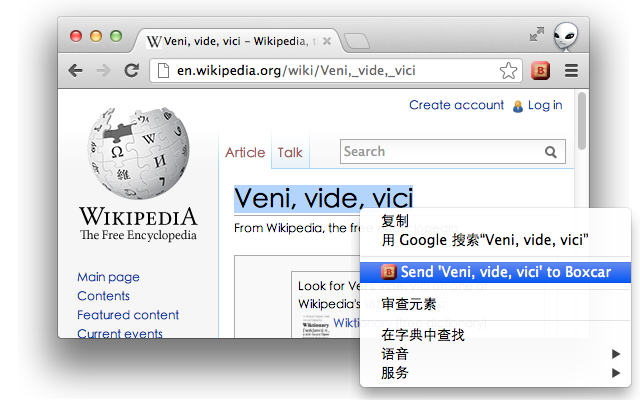 Veni, vide, vici – Wikipedia, t
en.wikipedia.org/wiki/Veni,_vide,_vici
Create account Log in
Article Talk Search
WIKIPEDIA
The Free Encyclopedia
Veni, vide, vici
From Wikipedia, the free
Main page
Contents
Featured content
Current events
Look for Ve
Wikipedia's
Wiktionary
Wikti
复制
用 Google 搜索“Veni, vide, vici”
Send 'Veni, vide, vici' to Boxcar
审查元素
在字典中查找
语音
服务